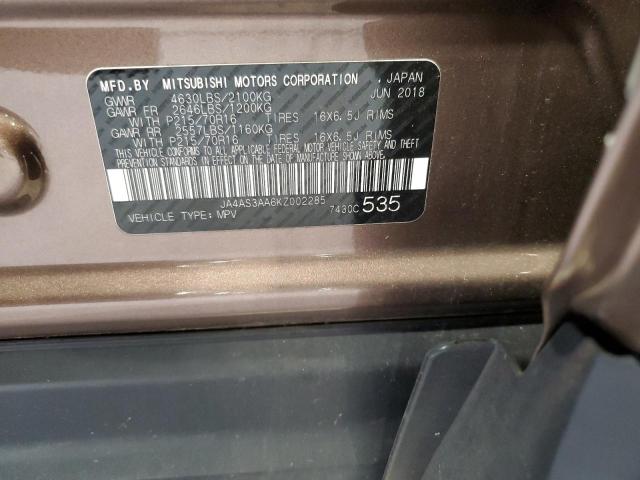 MFD.BY MITSUBISHI MOTORS CORPORATION , JAPAN
GVWR 4630LBS/2100KG JUN 2018
GAWR FR 2646LBS/1200KG
WITH P215/70R16 TIRES 16X6.5J RIMS
GAWR RR 2557LBS/1160KG
WITH P215/70R16 TIRES 16X6.5J RIMS
THIS VEHICLE CONFORMS TO ALL APPLICABLE FEDERAL MOTOR VEHICLE SAFETY AND THEFT
PREVENTION STANDARDS IN EFFECT ON THE DATE OF MANUFACTURE SHOWN ABOVE.
JA4AS3AA6KZ002285
VEHICLE TYPE: MPV 7430C 535